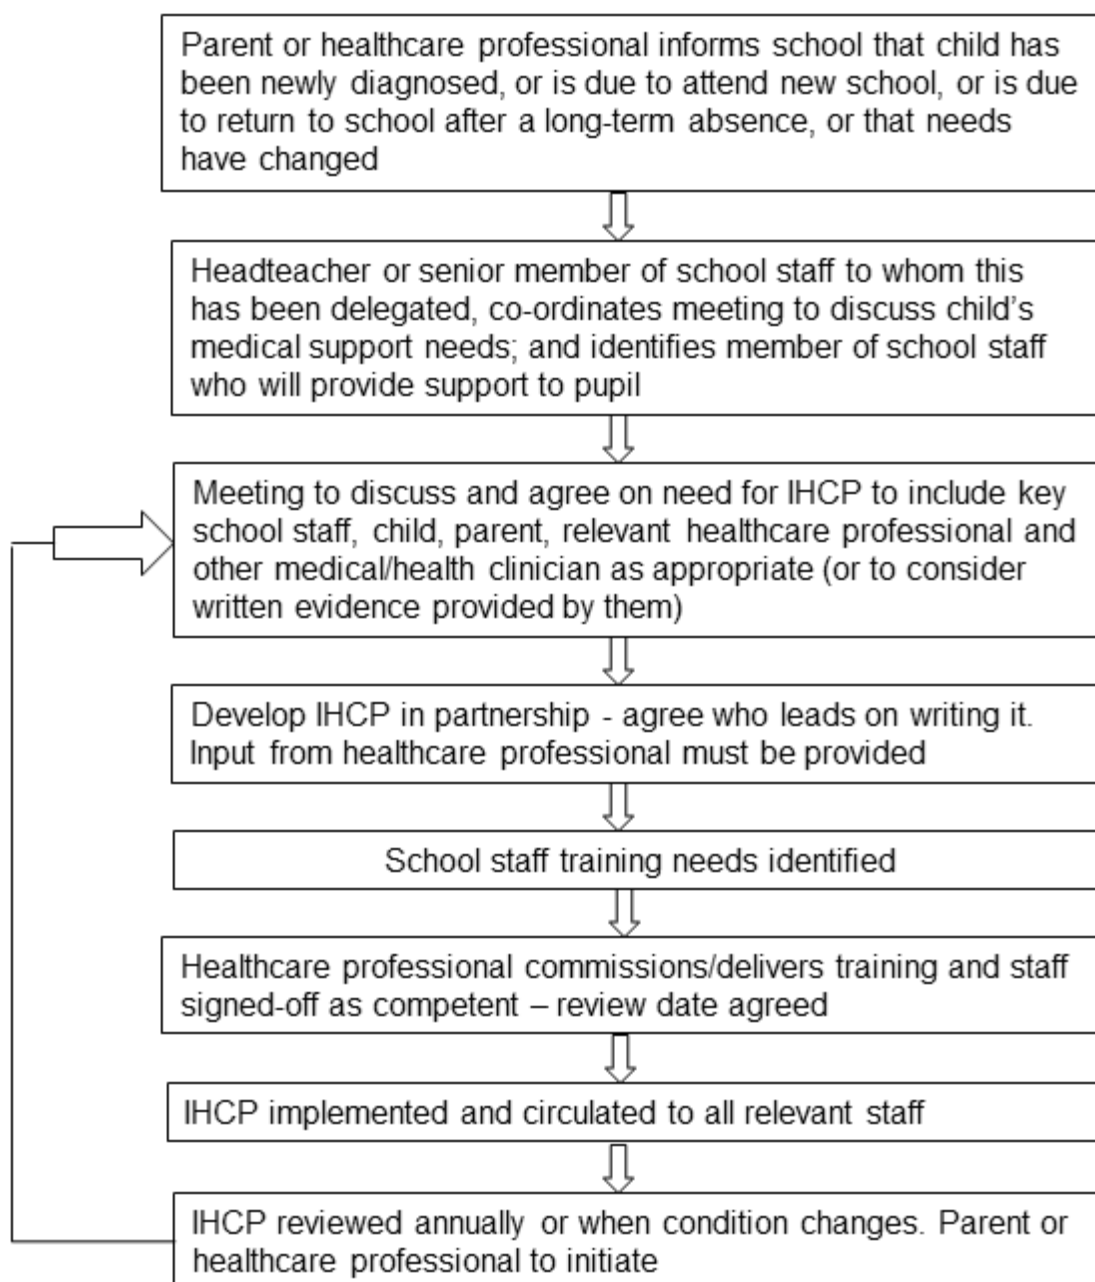 Parent or healthcare professional informs school that child has
been newly diagnosed, or is due to attend new school, or is due
to return to school after a long-term absence, or that needs
have changed
Headteacher or senior member of school staff to whom this
has been delegated, co-ordinates meeting to discuss child’s
medical support needs; and identifies member of school staff
who will provide support to pupil
Meeting to discuss and agree on need for IHCP to include key
school staff, child, parent, relevant healthcare professional and
other medical/health clinician as appropriate (or to consider
written evidence provided by them)
Develop IHCP in partnership - agree who leads on writing it.
Input from healthcare professional must be provided
School staff training needs identified
Healthcare professional commissions/delivers training and staff
signed-off as competent – review date agreed
IHCP implemented and circulated to all relevant staff
IHCP reviewed annually or when condition changes. Parent or
healthcare professional to initiate